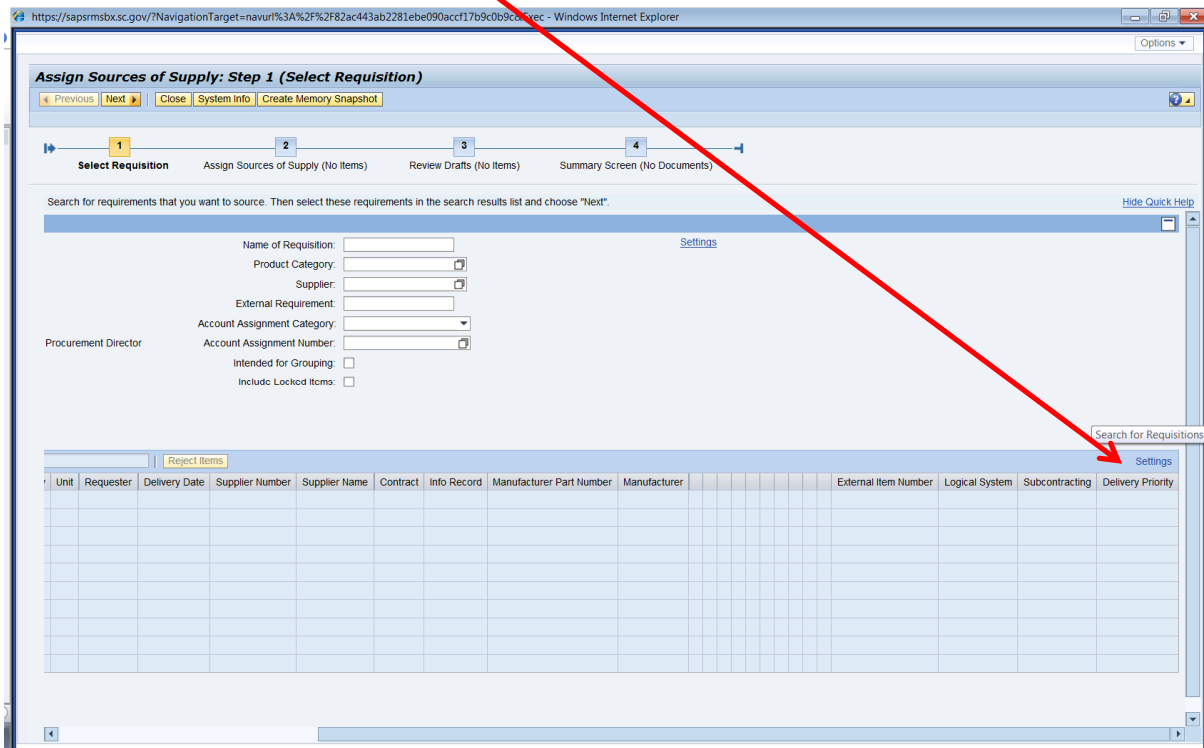 https://sapsrmsbx.sc.gov/?NavigationTarget=navurl%3A%2F%2F82ac443ab2281ebe090accf17b9c0b9c&Exec - Windows Internet Explorer
Options
Assign Sources of Supply: Step 1 (Select Requisition)
Previous Next Close System Info Create Memory Snapshot
1 2 3 4
Select Requisition Assign Sources of Supply (No Items) Review Drafts (No Items) Summary Screen (No Documents)
Search for requirements that you want to source. Then select these requirements in the search results list and choose "Next". Hide Quick Help
Name of Requisition: Settings
Product Category:
Supplier:
External Requirement:
Account Assignment Category:
Procurement Director Account Assignment Number:
Intended for Grouping:
Include Locked Items:
Search for Requisitions
Reject Items Settings
Unit Requester Delivery Date Supplier Number Supplier Name Contract Info Record Manufacturer Part Number Manufacturer External Item Number Logical System Subcontracting Delivery Priority